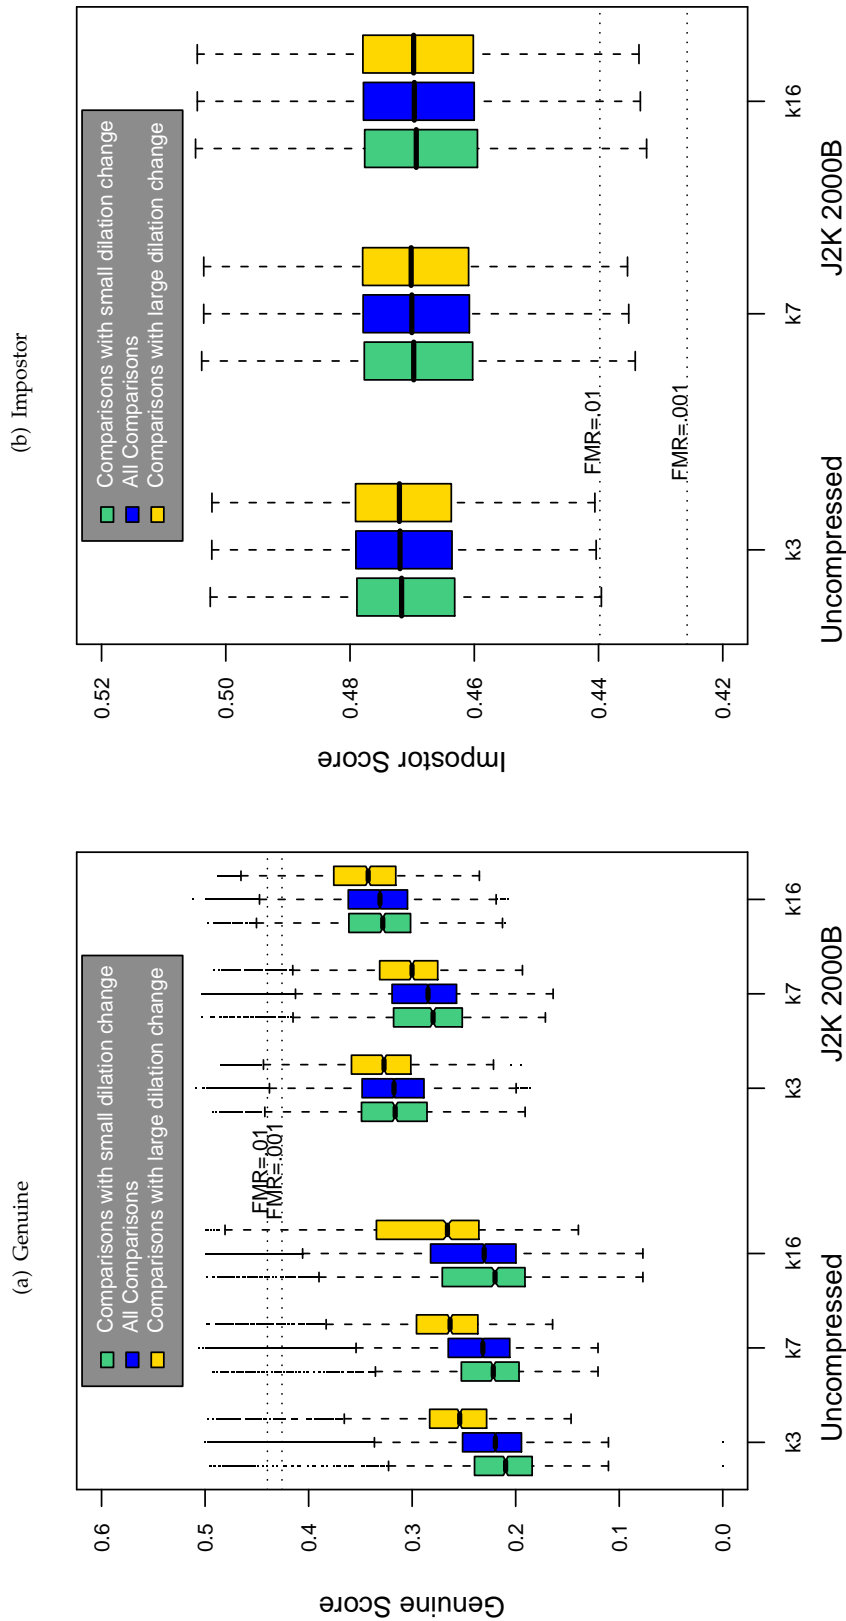 (a) Genuine
Genuine Score
0.0
0.1
0.2
0.3
0.4
0.5
0.6
Comparisons with small dilation change
All Comparisons
Comparisons with large dilation change
FMR=.01
FMR=.001
k3
k7
k16
k3
k7
k16
Uncompressed
J2K 2000B
(b) Impostor
Impostor Score
0.42
0.44
0.46
0.48
0.50
0.52
Comparisons with small dilation change
All Comparisons
Comparisons with large dilation change
FMR=.01
FMR=.001
k3
k7
k16
Uncompressed
J2K 2000B